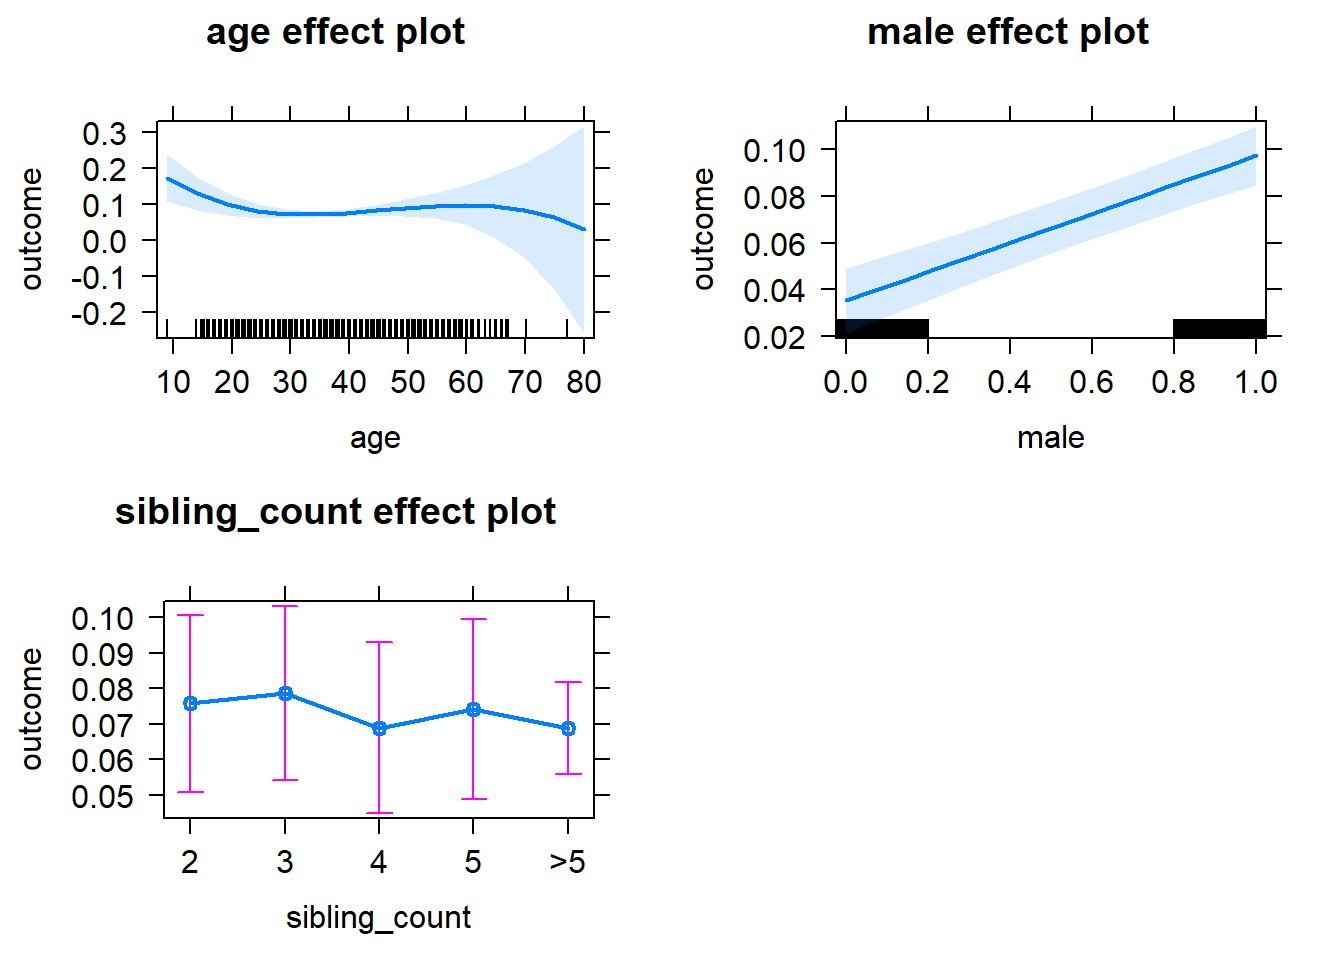 age effect plot
outcome
0.3
0.2
0.1
0.0
-0.1
-0.2
10 20 30 40 50 60 70 80
age
male effect plot
outcome
0.10
0.08
0.06
0.04
0.02
0.0 0.2 0.4 0.6 0.8 1.0
male
sibling_count effect plot
outcome
0.10
0.09
0.08
0.07
0.06
0.05
2 3 4 5 >5
sibling_count